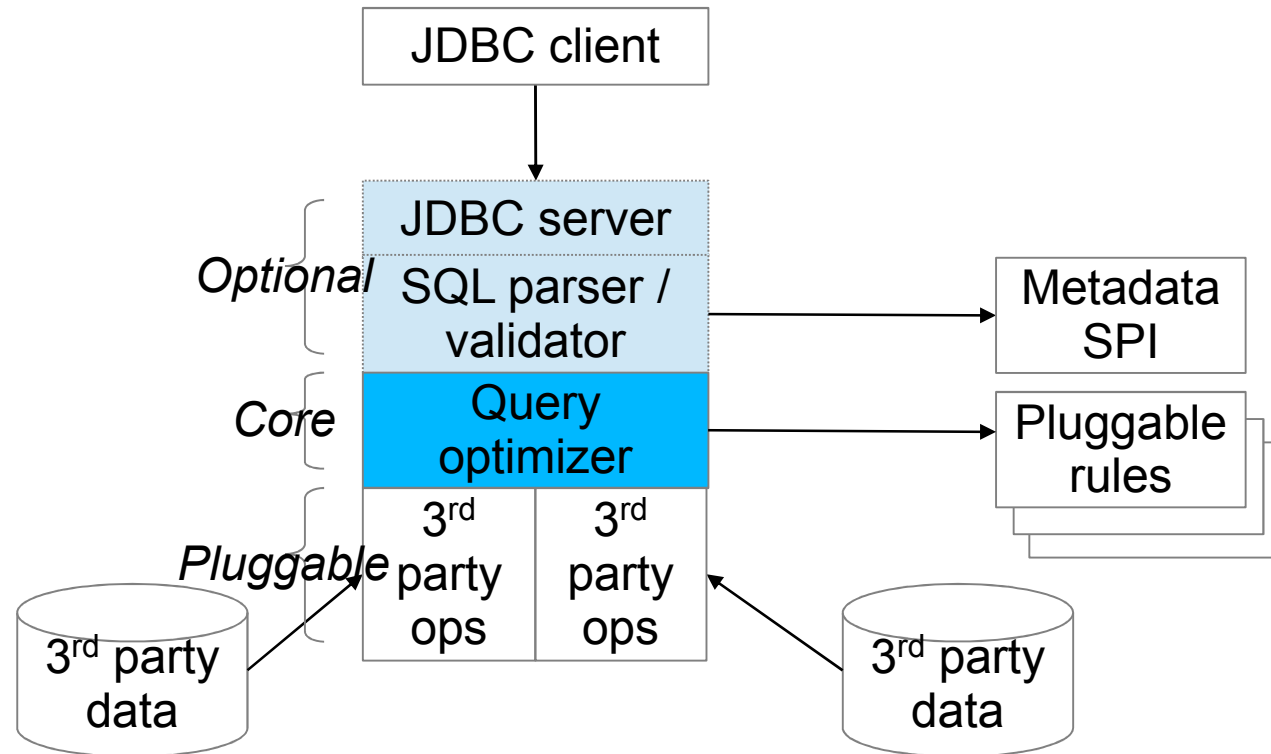 JDBC client
JDBC server
Optional
SQL parser /
validator
Metadata
SPI
Core
Query
optimizer
Pluggable
rules
Pluggable
3rd
party
ops
3rd
party
ops
3rd party
data
3rd party
data